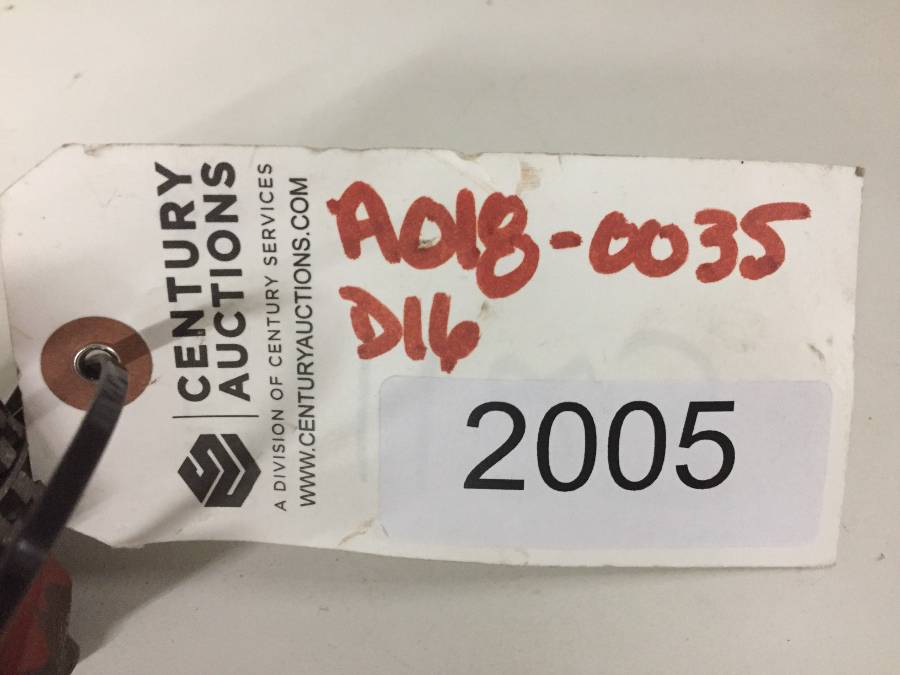 CENTURY
AUCTIONS
A DIVISION OF CENTURY SERVICES
WWW.CENTURYAUCTIONS.COM
A018-0035
D16
2005